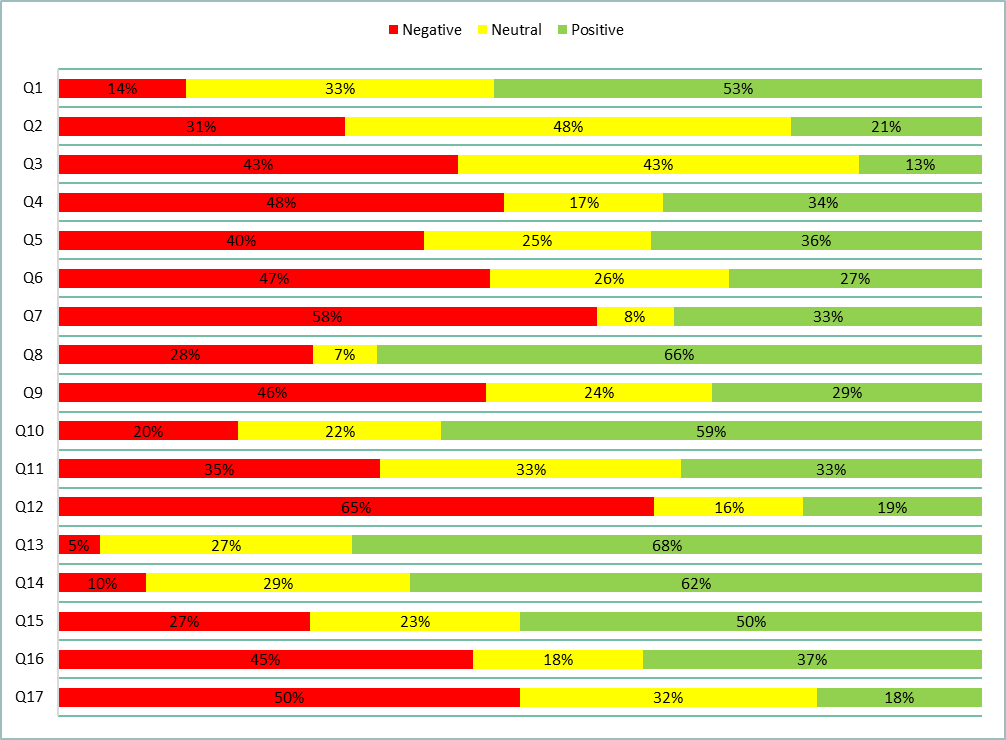 Negative Neutral Positive
Q1 14% 33% 53%
Q2 31% 48% 21%
Q3 43% 43% 13%
Q4 48% 17% 34%
Q5 40% 25% 36%
Q6 47% 26% 27%
Q7 58% 8% 33%
Q8 28% 7% 66%
Q9 46% 24% 29%
Q10 20% 22% 59%
Q11 35% 33% 33%
Q12 65% 16% 19%
Q13 5% 27% 68%
Q14 10% 29% 62%
Q15 27% 23% 50%
Q16 45% 18% 37%
Q17 50% 32% 18%